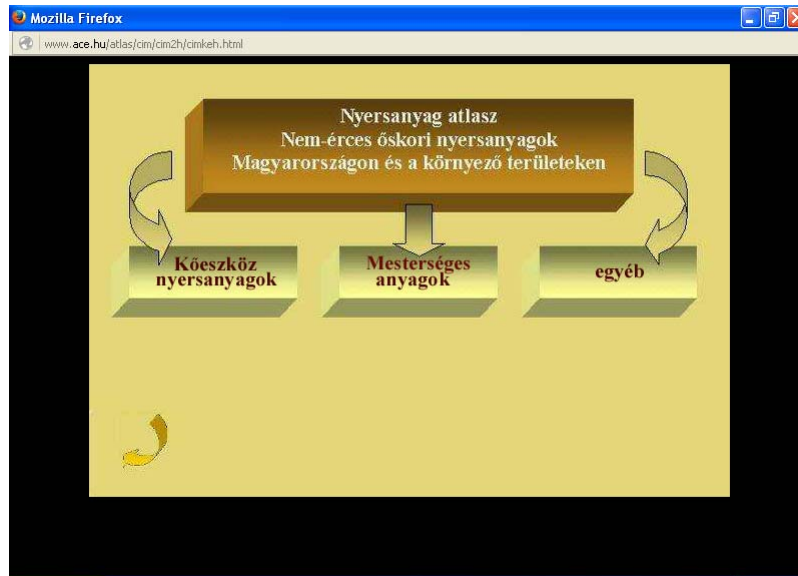 Mozilla Firefox
www.ace.hu/atlas/cim/cim2h/cimkeh.html
Nyersanyag atlasz
Nem-érces őskori nyersanyagok
Magyarországon és a környező területeken
Kőeszköz
nyersanyagok
Mesterséges
anyagok
egyéb